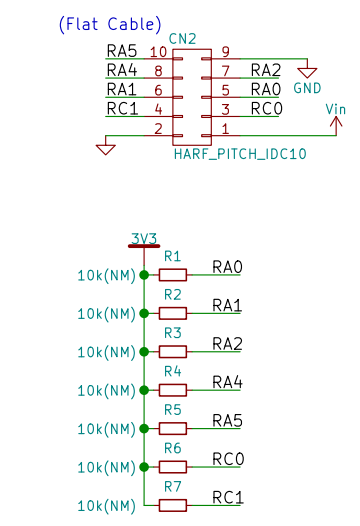 (Flat Cable)
CN2
RA5 10 9
RA4 8 7 RA2
RA1 6 5 RA0
RC1 4 3 RC0
2 1
GND
Vin
HARF_PITCH_IDC10
3V3
R1
10k(NM) RA0
R2
10k(NM) RA1
R3
10k(NM) RA2
R4
10k(NM) RA4
R5
10k(NM) RA5
R6
10k(NM) RC0
R7
10k(NM) RC1